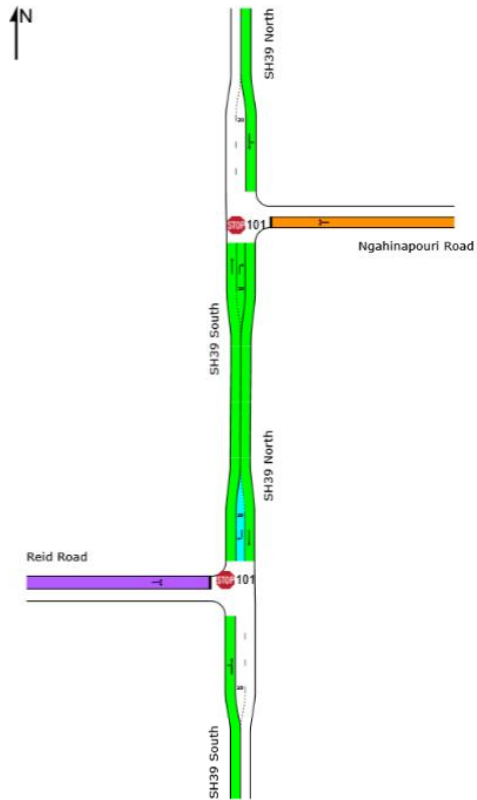 N
SH39 North
STOP 101
Ngahinapouri Road
SH39 South
SH39 North
Reid Road
STOP 101
SH39 South